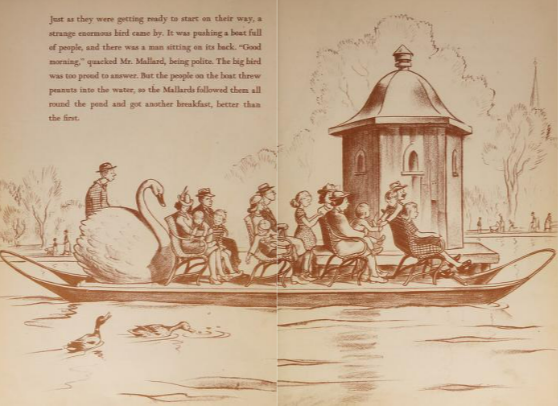 Just as they were getting ready to start on their way, a
strange enormous bird came by. It was pushing a boat full
of people, and there was a man sitting on its back. "Good
morning," quacked Mr. Mallard, being polite. The big bird
was too proud to answer. But the people on the boat threw
peanuts into the water, so the Mallards followed them all
round the pond and got another breakfast, better than
the first.